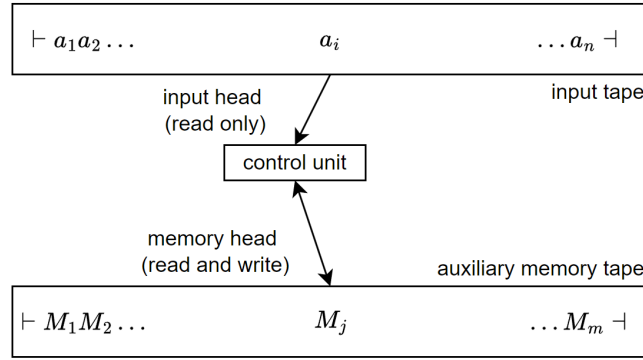 ⊢ a₁a₂ … aᵢ … aₙ ⊣
input tape
input head
(read only)
control unit
memory head
(read and write)
auxiliary memory tape
⊢ M₁M₂ … Mⱼ … Mₘ ⊣